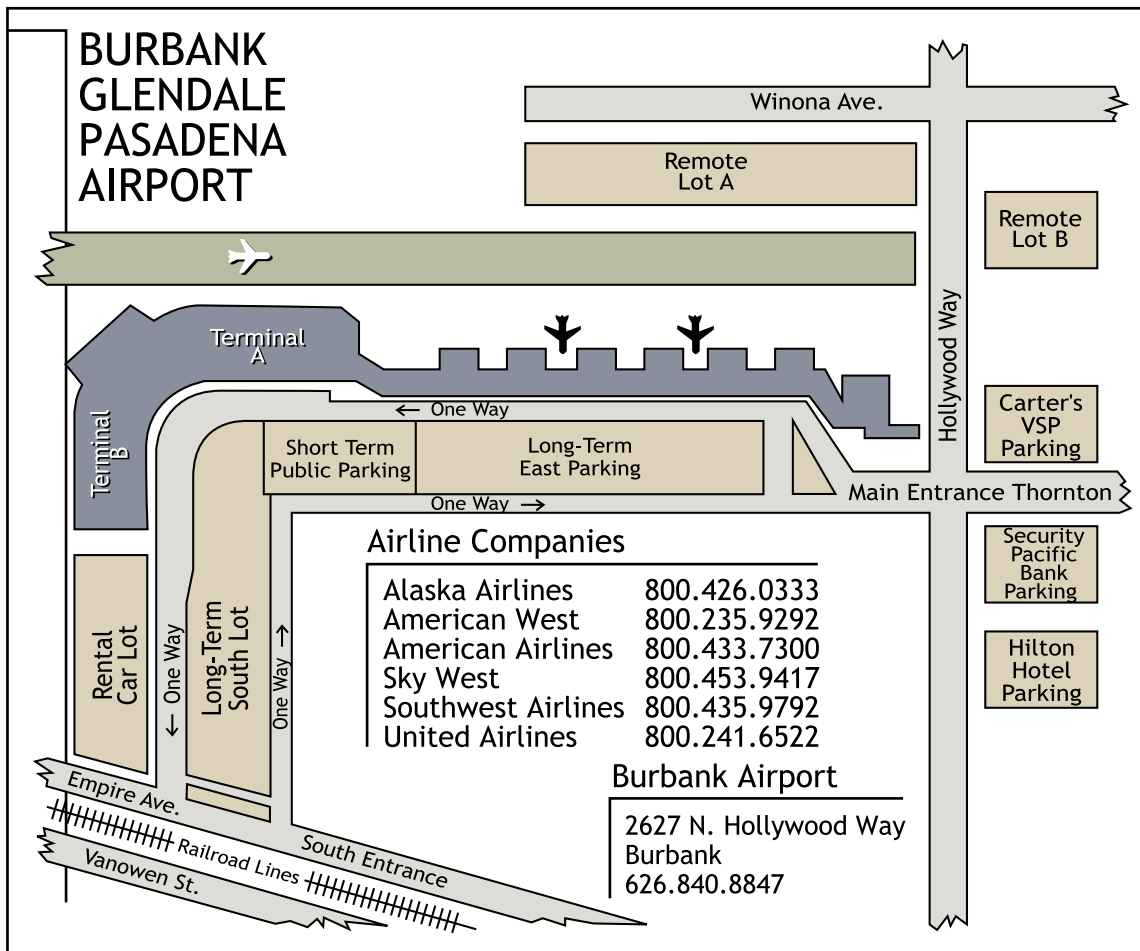 BURBANK
GLENDALE
PASADENA
AIRPORT
Winona Ave.
Remote
Lot A
Remote
Lot B
Hollywood Way
Terminal
A
Terminal
B
← One Way
Carter's
VSP
Parking
Short Term
Public Parking
Long-Term
East Parking
Main Entrance Thornton
One Way →
Security
Pacific
Bank
Parking
Hilton
Hotel
Parking
Rental
Car Lot
← One Way
Long-Term
South Lot
One Way →
Airline Companies
Alaska Airlines 800.426.0333
American West 800.235.9292
American Airlines 800.433.7300
Sky West 800.453.9417
Southwest Airlines 800.435.9792
United Airlines 800.241.6522
Burbank Airport
2627 N. Hollywood Way
Burbank
626.840.8847
Empire Ave.
South Entrance
Railroad Lines
Vanowen St.